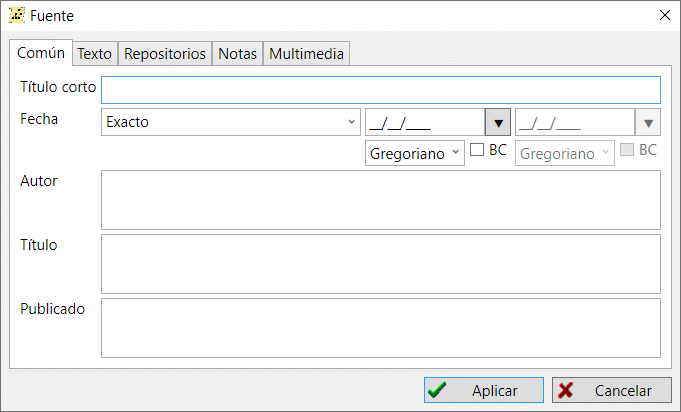 Fuente
Común Texto Repositorios Notas Multimedia
Título corto
Fecha Exacto __/__/____ __/__/____
Gregoriano BC Gregoriano BC
Autor
Título
Publicado
Aplicar Cancelar